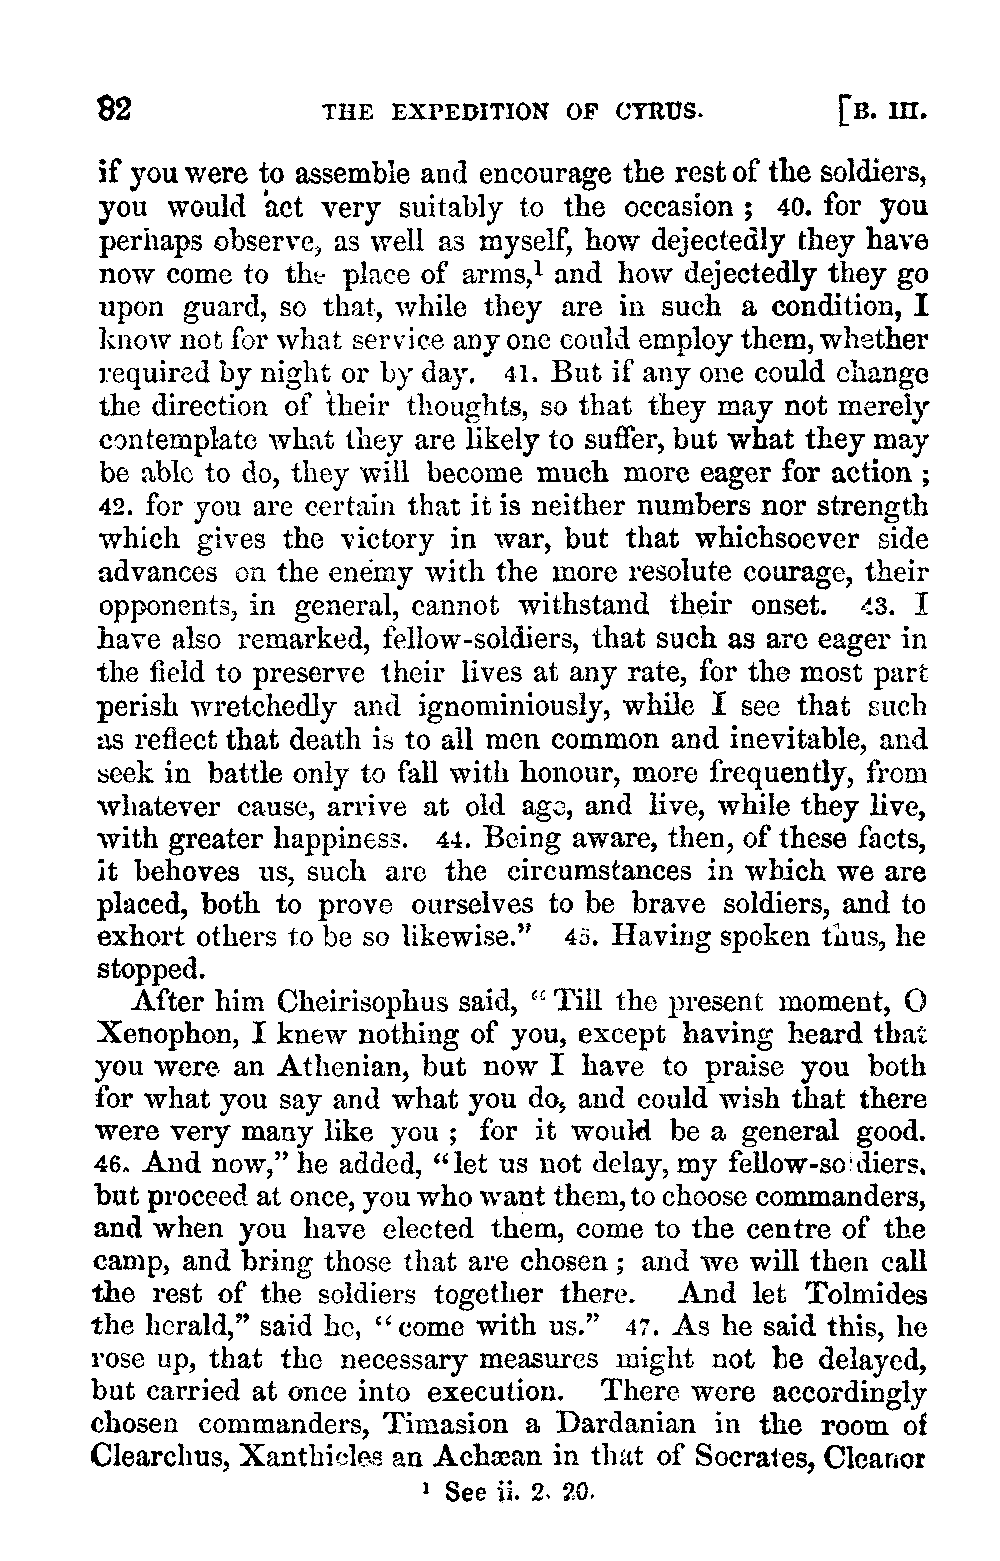 82 THE EXPEDITION OF CYRUS. [B. III.
if you were to assemble and encourage the rest of the soldiers,
you would act very suitably to the occasion ; 40. for you
perhaps observe, as well as myself, how dejectedly they have
now come to the place of arms,¹ and how dejectedly they go
upon guard, so that, while they are in such a condition, I
know not for what service any one could employ them, whether
required by night or by day. 41. But if any one could change
the direction of their thoughts, so that they may not merely
contemplate what they are likely to suffer, but what they may
be able to do, they will become much more eager for action ;
42. for you are certain that it is neither numbers nor strength
which gives the victory in war, but that whichsoever side
advances on the enemy with the more resolute courage, their
opponents, in general, cannot withstand their onset. 43. I
have also remarked, fellow-soldiers, that such as are eager in
the field to preserve their lives at any rate, for the most part
perish wretchedly and ignominiously, while I see that such
as reflect that death is to all men common and inevitable, and
seek in battle only to fall with honour, more frequently, from
whatever cause, arrive at old age, and live, while they live,
with greater happiness. 44. Being aware, then, of these facts,
it behoves us, such are the circumstances in which we are
placed, both to prove ourselves to be brave soldiers, and to
exhort others to be so likewise." 45. Having spoken thus, he
stopped.
After him Cheirisophus said, "Till the present moment, O
Xenophon, I knew nothing of you, except having heard that
you were an Athenian, but now I have to praise you both
for what you say and what you do, and could wish that there
were very many like you ; for it would be a general good.
46. And now," he added, "let us not delay, my fellow-soldiers,
but proceed at once, you who want them, to choose commanders,
and when you have elected them, come to the centre of the
camp, and bring those that are chosen ; and we will then call
the rest of the soldiers together there. And let Tolmides
the herald," said he, "come with us." 47. As he said this, he
rose up, that the necessary measures might not be delayed,
but carried at once into execution. There were accordingly
chosen commanders, Timasion a Dardanian in the room of
Clearchus, Xanthicles an Achæan in that of Socrates, Cleanor
¹ See ii. 2. 20.